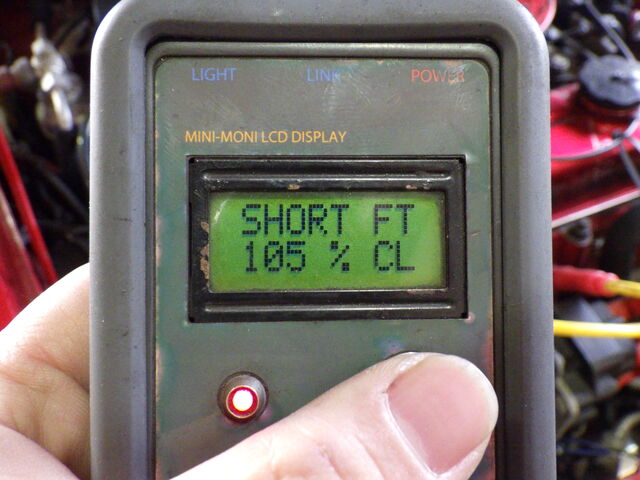 LIGHT LINK POWER
MINI-MONI LCD DISPLAY
SHORT FT
105 % CL